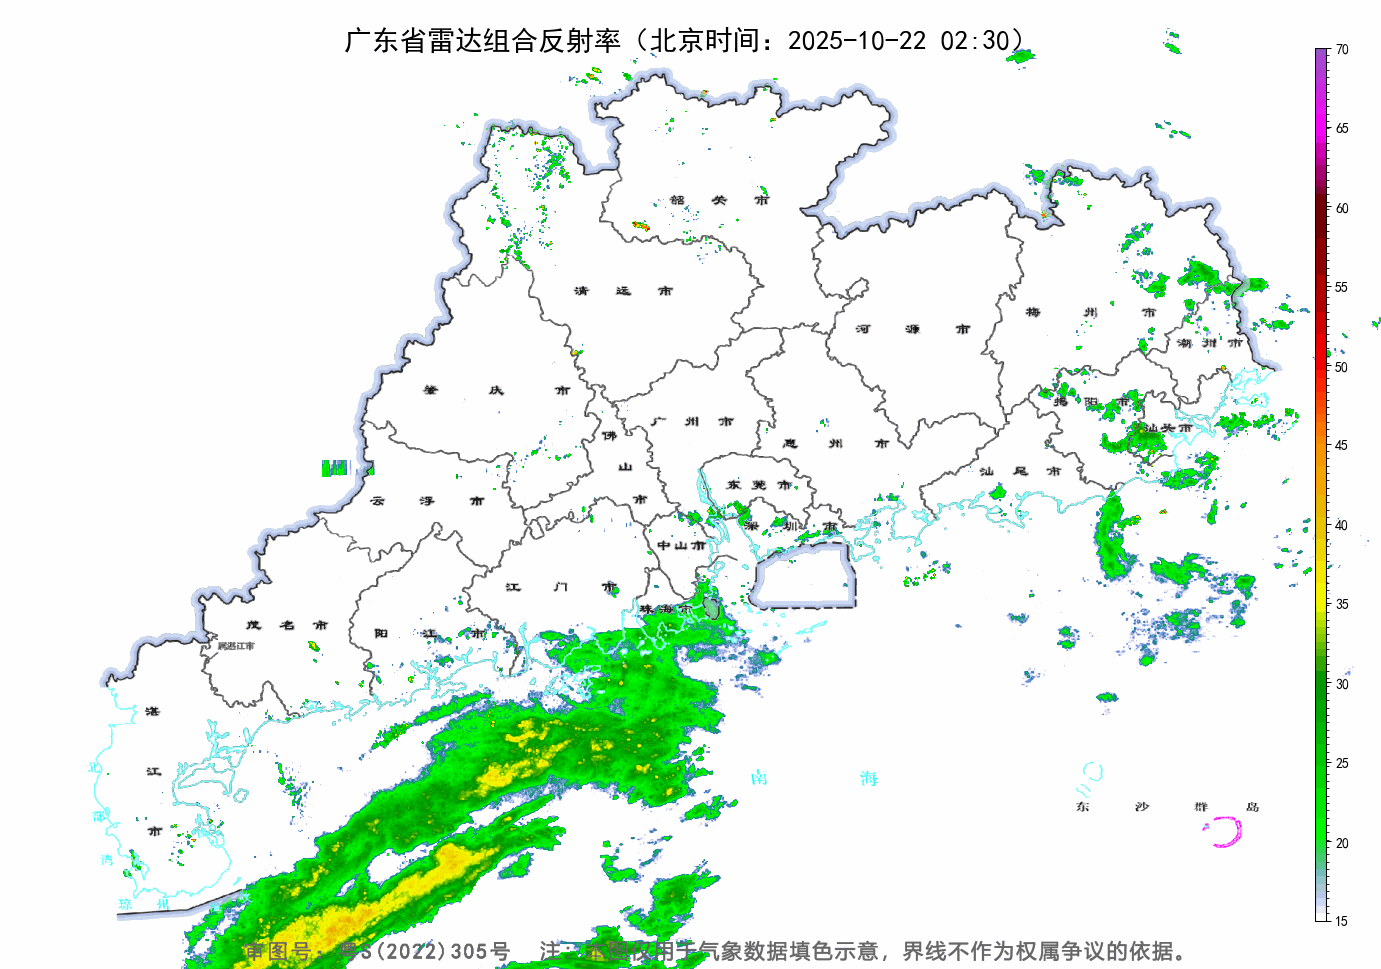 广东省雷达组合反射率（北京时间：2025-10-22 02:30）
70
65
60
55
50
45
40
35
30
25
20
15
韶关市
清远市
河源市
梅州市
潮州市
肇庆市
广州市
惠州市
揭阳市
汕头市
佛山市
东莞市
汕尾市
云浮市
深圳市
中山市
江门市
珠海市
茂名市
阳江市
属湛江市
湛江市
北部湾
琼州
南海
东沙群岛
审图号：粤S(2022)305号 注：本图仅用于气象数据填色示意，界线不作为权属争议的依据。